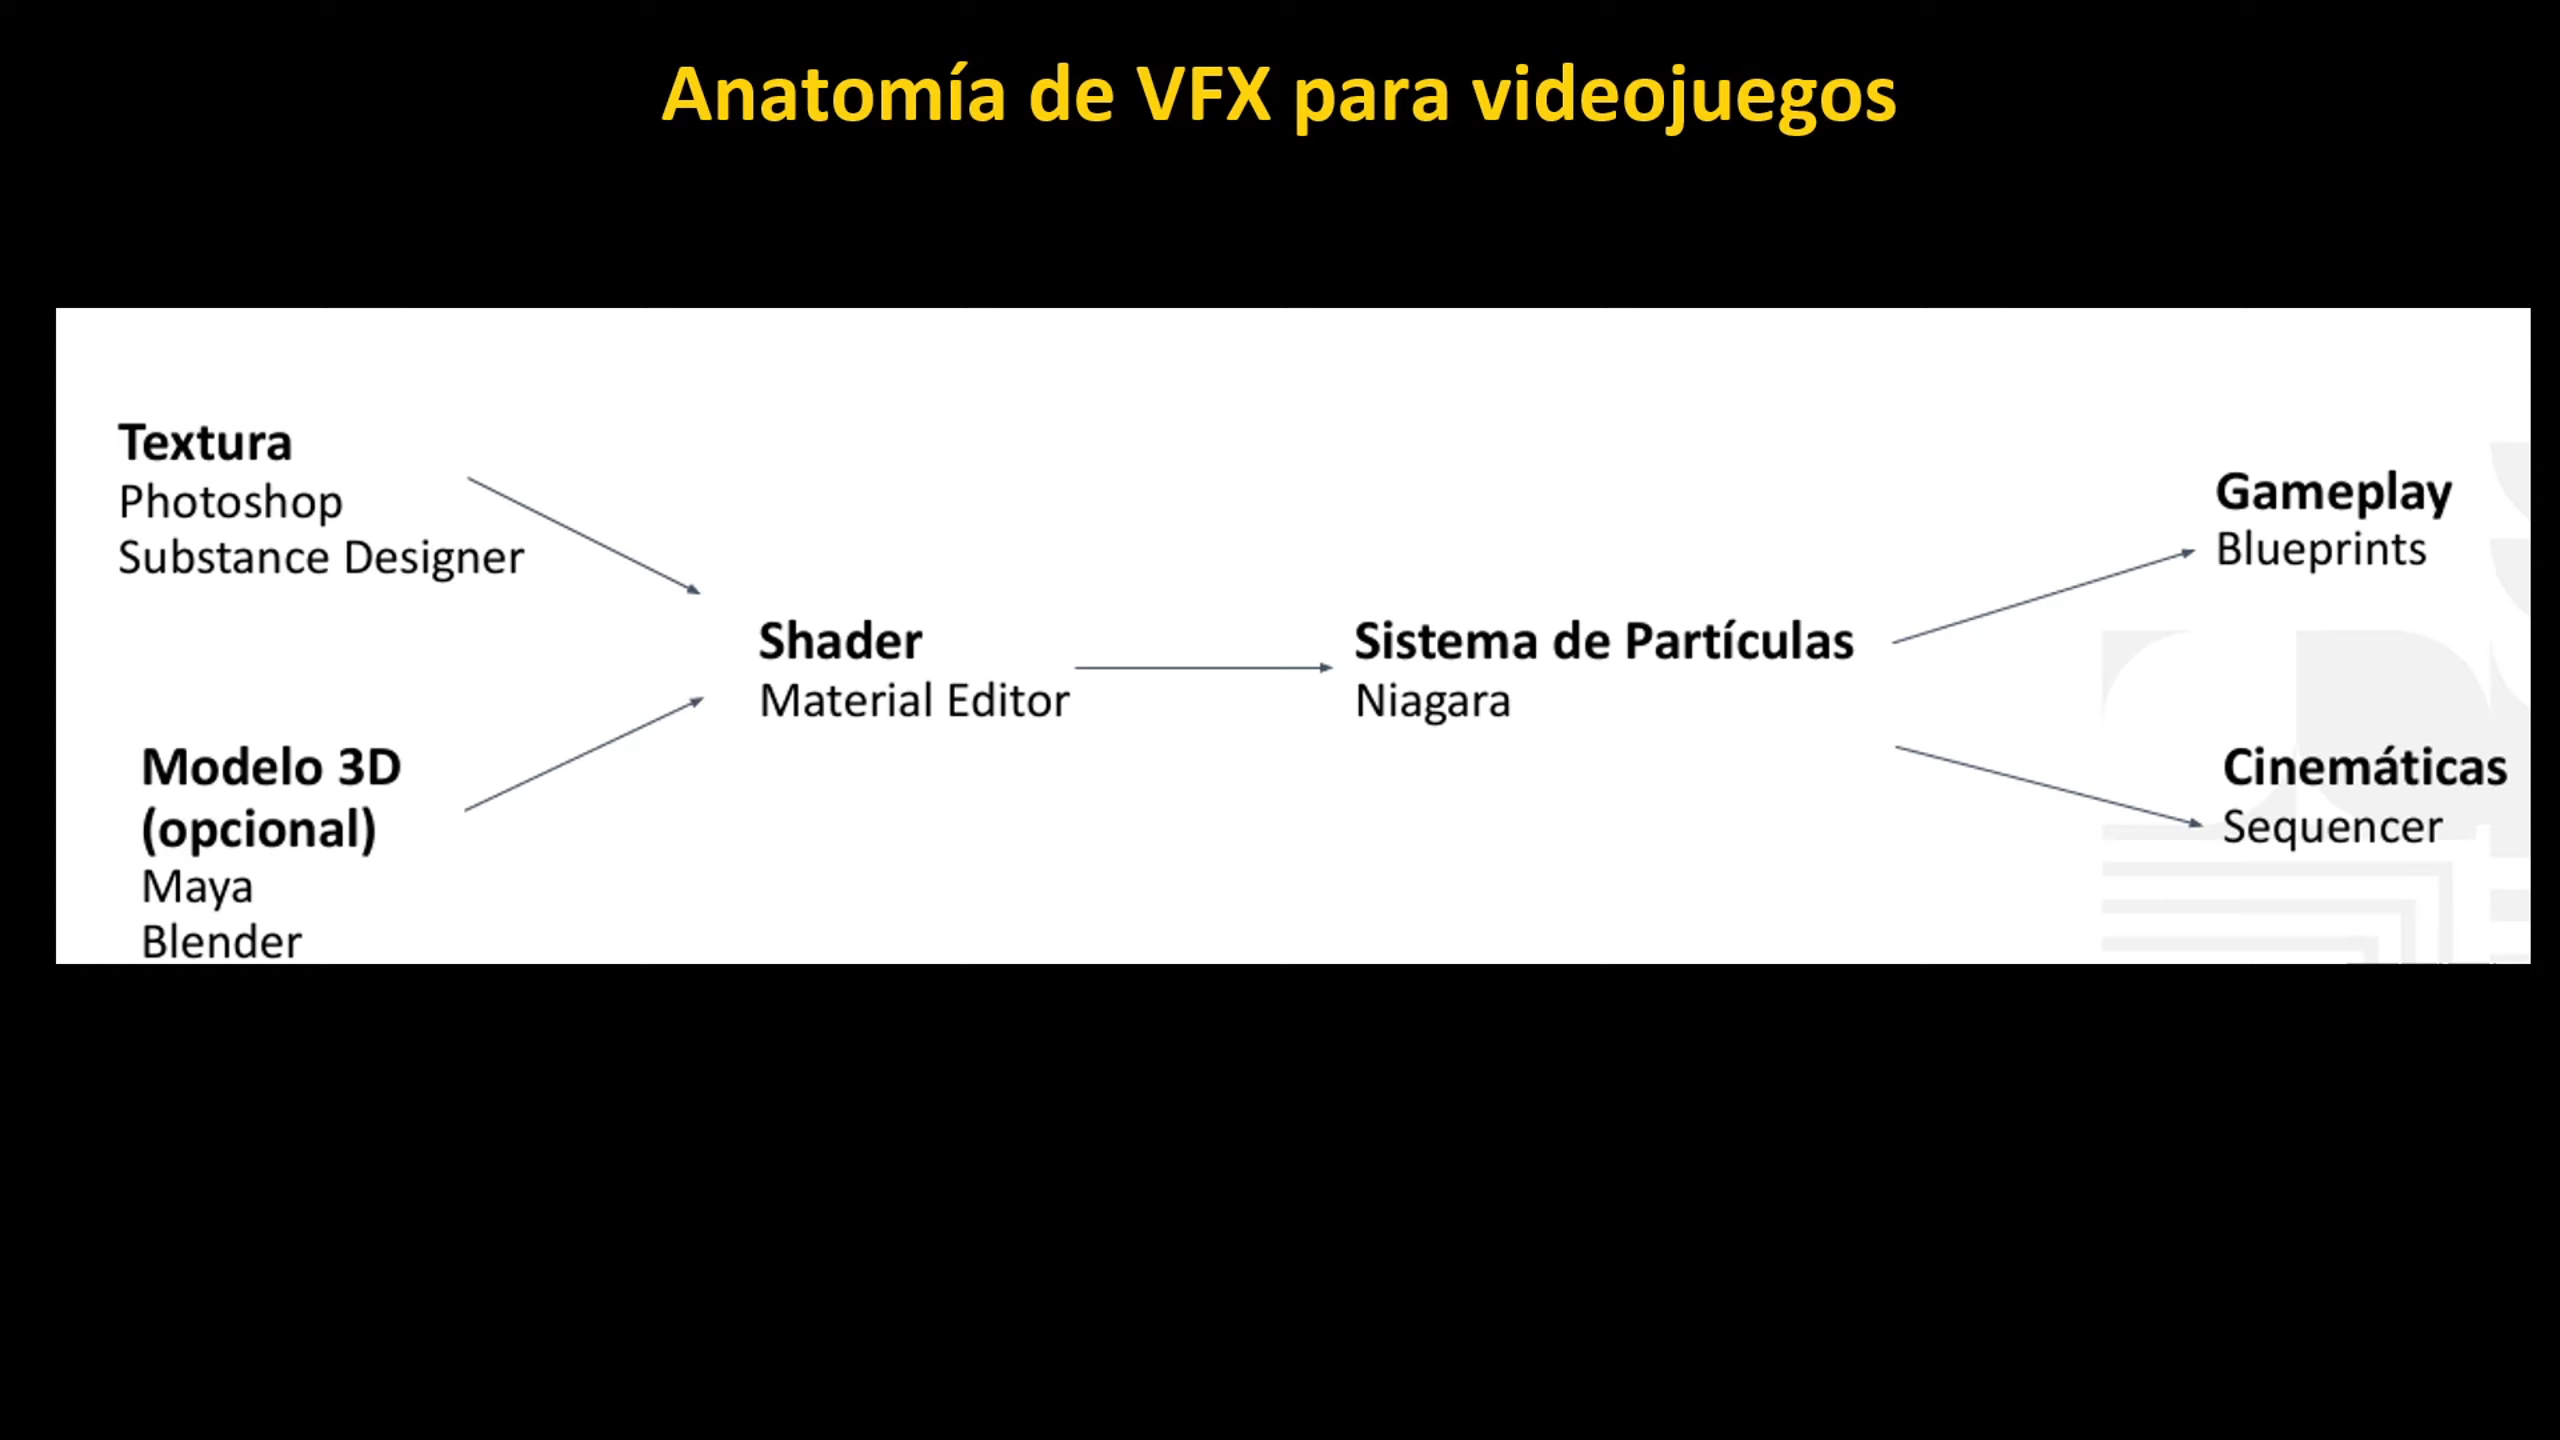 Anatomía de VFX para videojuegos
Textura
Photoshop
Substance Designer
Modelo 3D
(opcional)
Maya
Blender
Shader
Material Editor
Sistema de Partículas
Niagara
Gameplay
Blueprints
Cinemáticas
Sequencer